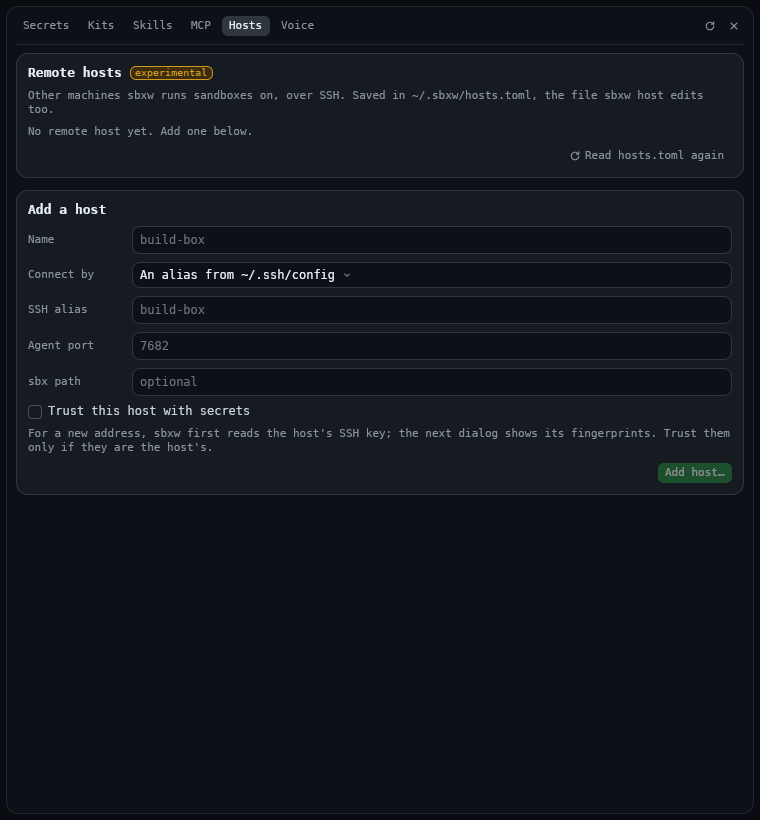 Secrets Kits Skills MCP Hosts Voice
Remote hosts experimental
Other machines sbxw runs sandboxes on, over SSH. Saved in ~/.sbxw/hosts.toml, the file sbxw host edits
too.
No remote host yet. Add one below.
Read hosts.toml again
Add a host
Name build-box
Connect by An alias from ~/.ssh/config
SSH alias build-box
Agent port 7682
sbx path optional
Trust this host with secrets
For a new address, sbxw first reads the host's SSH key; the next dialog shows its fingerprints. Trust them
only if they are the host's.
Add host…